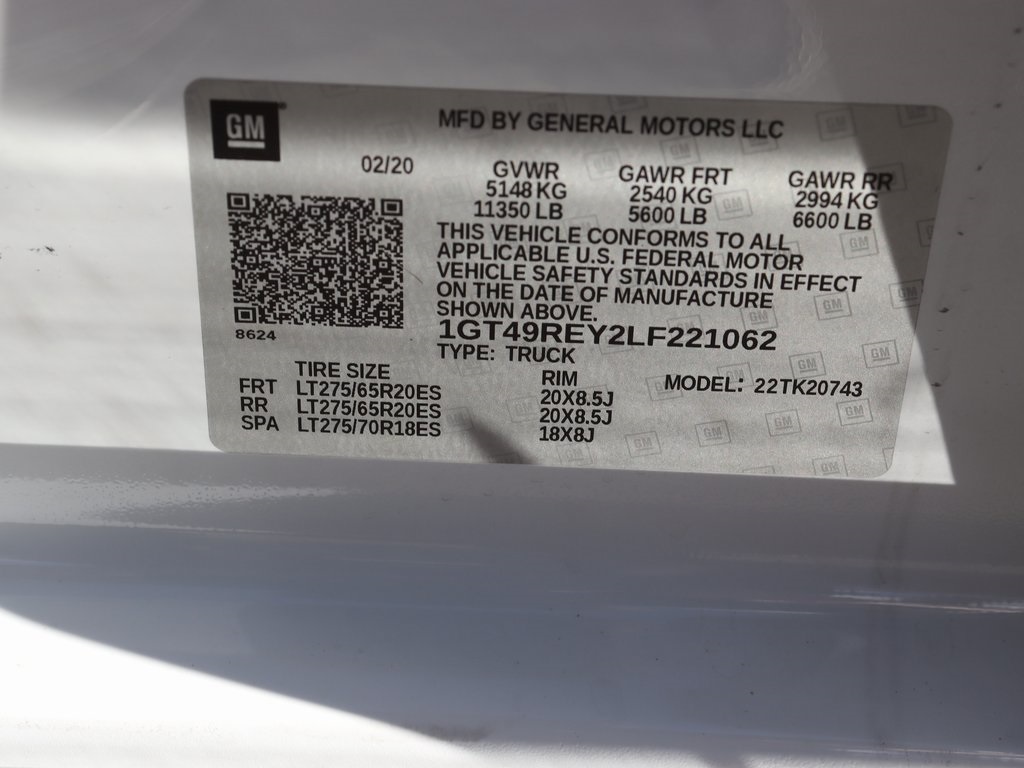 GM
MFD BY GENERAL MOTORS LLC
02/20
GVWR
5148 KG
11350 LB
GAWR FRT
2540 KG
5600 LB
GAWR RR
2994 KG
6600 LB
THIS VEHICLE CONFORMS TO ALL
APPLICABLE U.S. FEDERAL MOTOR
VEHICLE SAFETY STANDARDS IN EFFECT
ON THE DATE OF MANUFACTURE
SHOWN ABOVE.
8624
1GT49REY2LF221062
TYPE: TRUCK
TIRE SIZE RIM MODEL: 22TK20743
FRT LT275/65R20ES 20X8.5J
RR LT275/65R20ES 20X8.5J
SPA LT275/70R18ES 18X8J